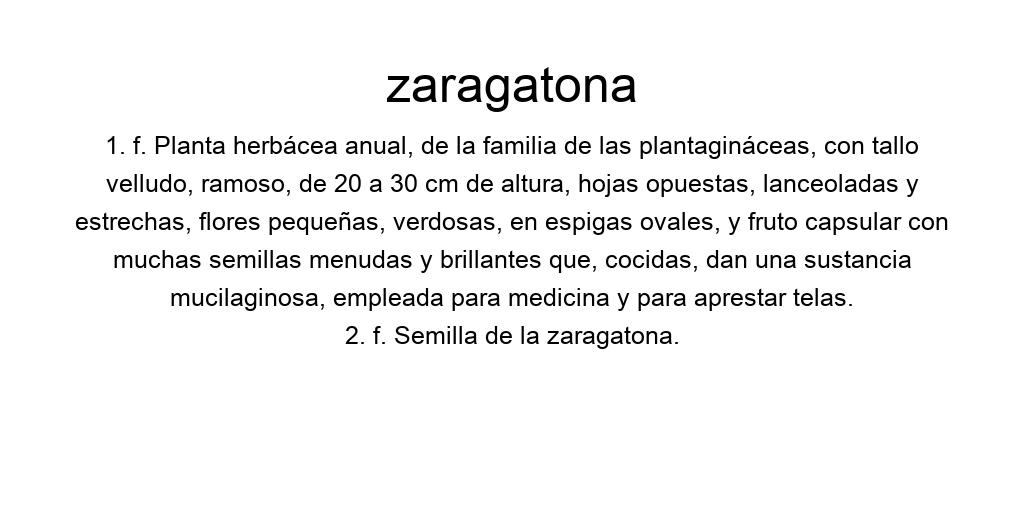 zaragatona
1. f. Planta herbácea anual, de la familia de las plantagináceas, con tallo
velludo, ramoso, de 20 a 30 cm de altura, hojas opuestas, lanceoladas y
estrechas, flores pequeñas, verdosas, en espigas ovales, y fruto capsular con
muchas semillas menudas y brillantes que, cocidas, dan una sustancia
mucilaginosa, empleada para medicina y para aprestar telas.
2. f. Semilla de la zaragatona.